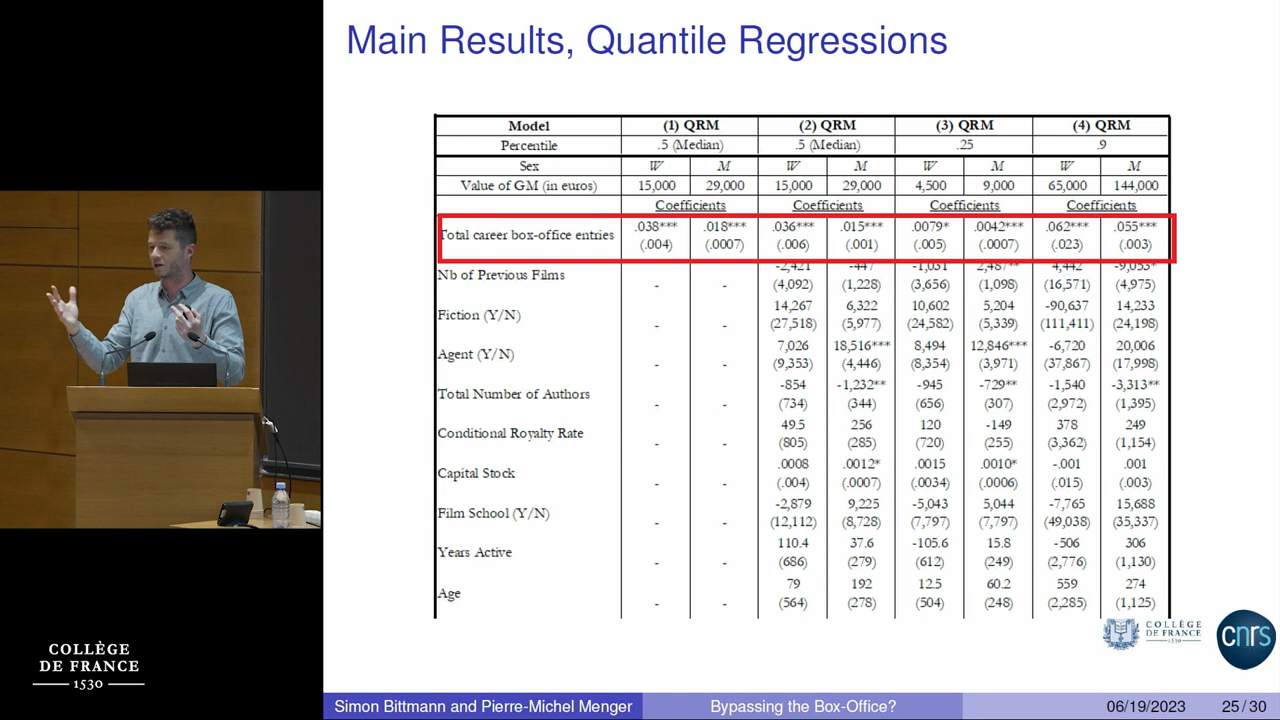 Main Results, Quantile Regressions
Model (1) QRM (2) QRM (3) QRM (4) QRM
Percentile .5 (Median) .5 (Median) .25 .9
Sex W M W M W M W M
Value of GM (in euros) 15,000 29,000 15,000 29,000 4,500 9,000 65,000 144,000
Coefficients Coefficients Coefficients Coefficients
Total career box-office entries .038*** .018*** .036*** .015*** .0079* .0042*** .062*** .055***
(.004) (.0007) (.006) (.001) (.005) (.0007) (.023) (.003)
Nb of Previous Films - - -2,421 -447 -1,031 2,487** 4,442 -9,053*
(4,092) (1,228) (3,656) (1,098) (16,571) (4,975)
Fiction (Y/N) - - 14,267 6,322 10,602 5,204 -90,637 14,233
(27,518) (5,977) (24,582) (5,339) (111,411) (24,198)
Agent (Y/N) - - 7,026 18,516*** 8,494 12,846*** -6,720 20,006
(9,353) (4,446) (8,354) (3,971) (37,867) (17,998)
Total Number of Authors - - -854 -1,232** -945 -729** -1,540 -3,313**
(734) (344) (656) (307) (2,972) (1,395)
Conditional Royalty Rate - - 49.5 256 120 -149 378 249
(805) (285) (720) (255) (3,362) (1,154)
Capital Stock - - .0008 .0012* .0015 .0010* -.001 .001
(.004) (.0007) (.0034) (.0006) (.015) (.003)
Film School (Y/N) - - -2,879 9,225 -5,043 5,044 -7,765 15,688
(12,112) (8,728) (7,797) (7,797) (49,038) (35,337)
Years Active - - 110.4 37.6 -105.6 15.8 -506 306
(686) (279) (612) (249) (2,776) (1,130)
Age - - 79 192 12.5 60.2 559 274
(564) (278) (504) (248) (2,285) (1,125)
COLLÈGE
DE FRANCE
1530
cnrs
COLLÈGE
DE FRANCE
1530
Simon Bittmann and Pierre-Michel Menger Bypassing the Box-Office? 06/19/2023 25/30